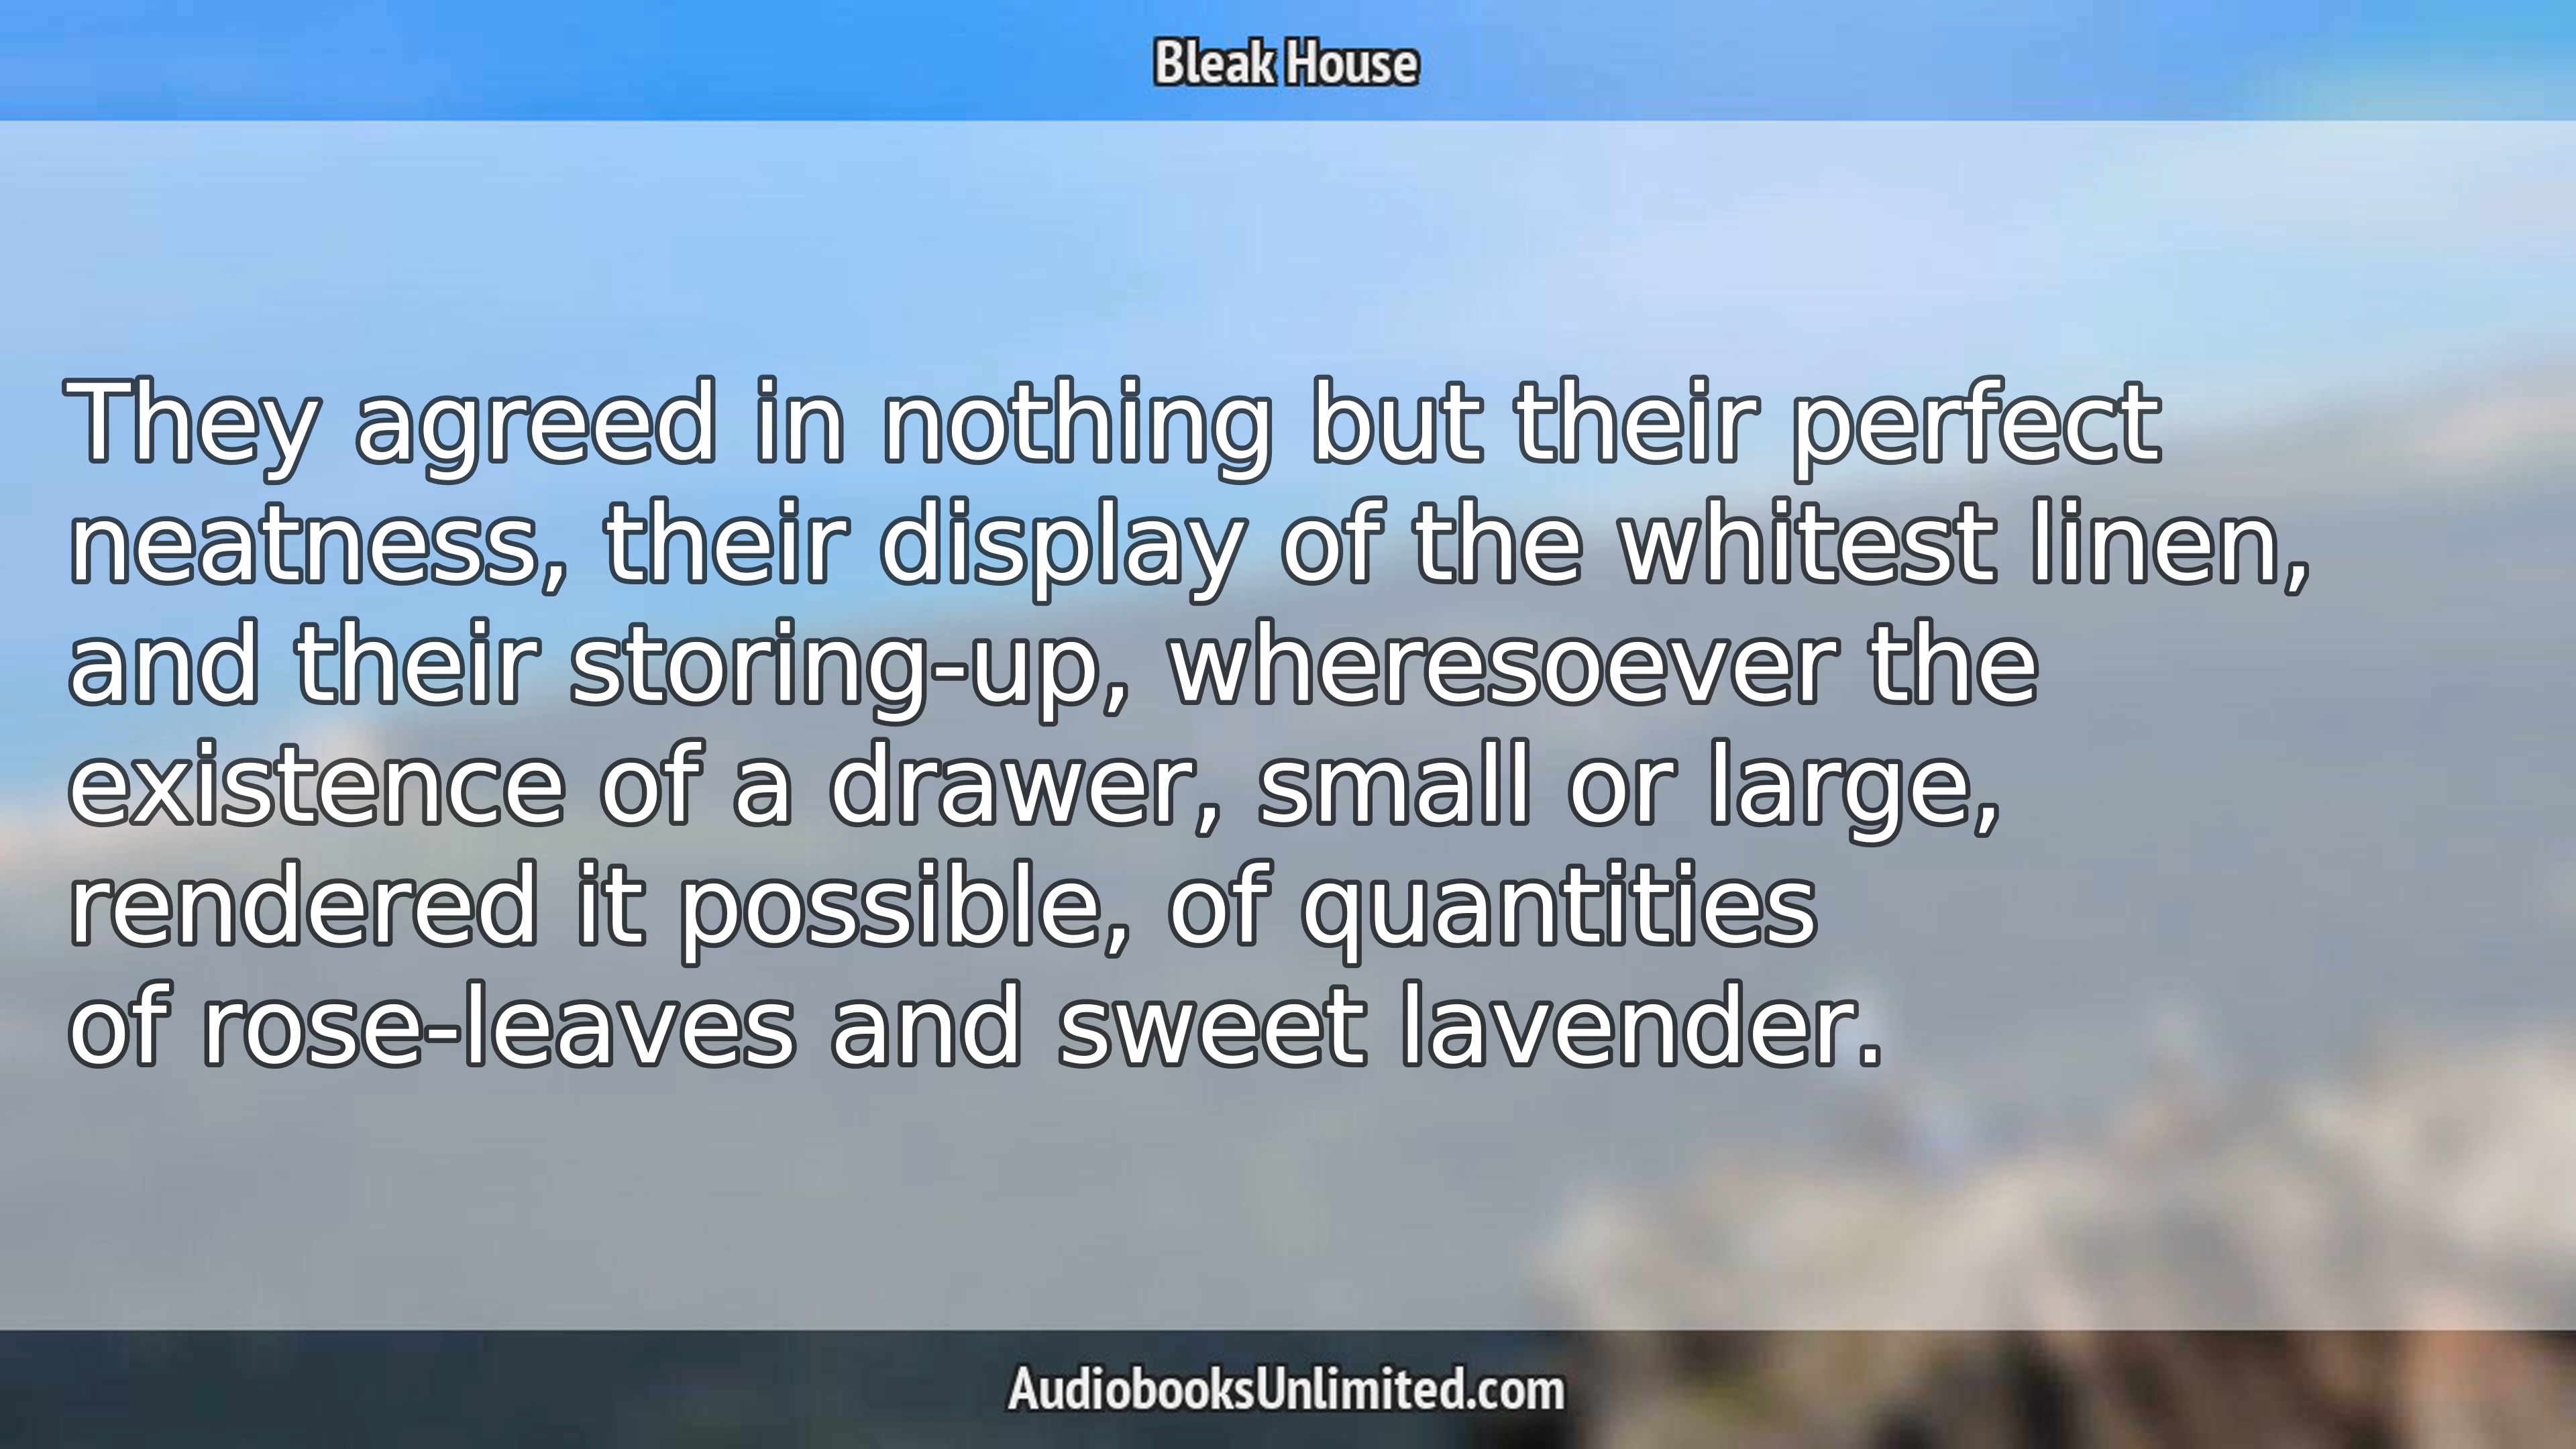 Bleak House
They agreed in nothing but their perfect
neatness, their display of the whitest linen,
and their storing-up, wheresoever the
existence of a drawer, small or large,
rendered it possible, of quantities
of rose-leaves and sweet lavender.
AudiobooksUnlimited.com